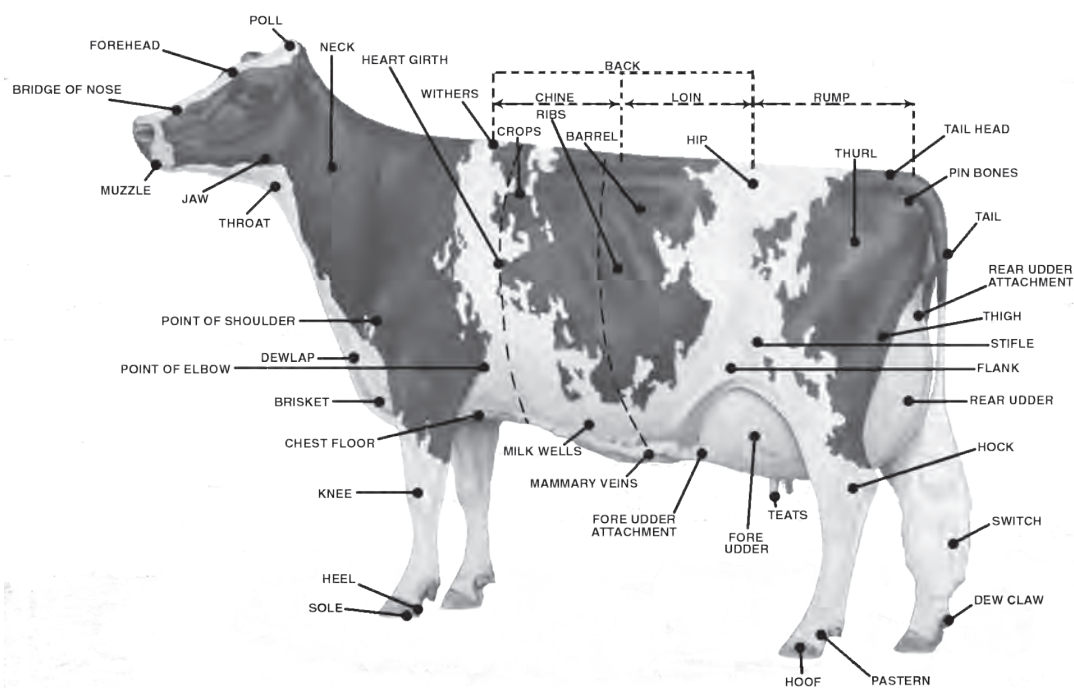 POLL
FOREHEAD
NECK
HEART GIRTH
BACK
BRIDGE OF NOSE
WITHERS
CHINE
LOIN
RUMP
RIBS
CROPS
BARREL
HIP
TAIL HEAD
THURL
PIN BONES
MUZZLE
JAW
THROAT
TAIL
REAR UDDER
ATTACHMENT
POINT OF SHOULDER
THIGH
STIFLE
DEWLAP
POINT OF ELBOW
FLANK
BRISKET
REAR UDDER
CHEST FLOOR
MILK WELLS
HOCK
MAMMARY VEINS
KNEE
TEATS
FORE UDDER
ATTACHMENT
FORE
UDDER
SWITCH
HEEL
SOLE
DEW CLAW
HOOF
PASTERN